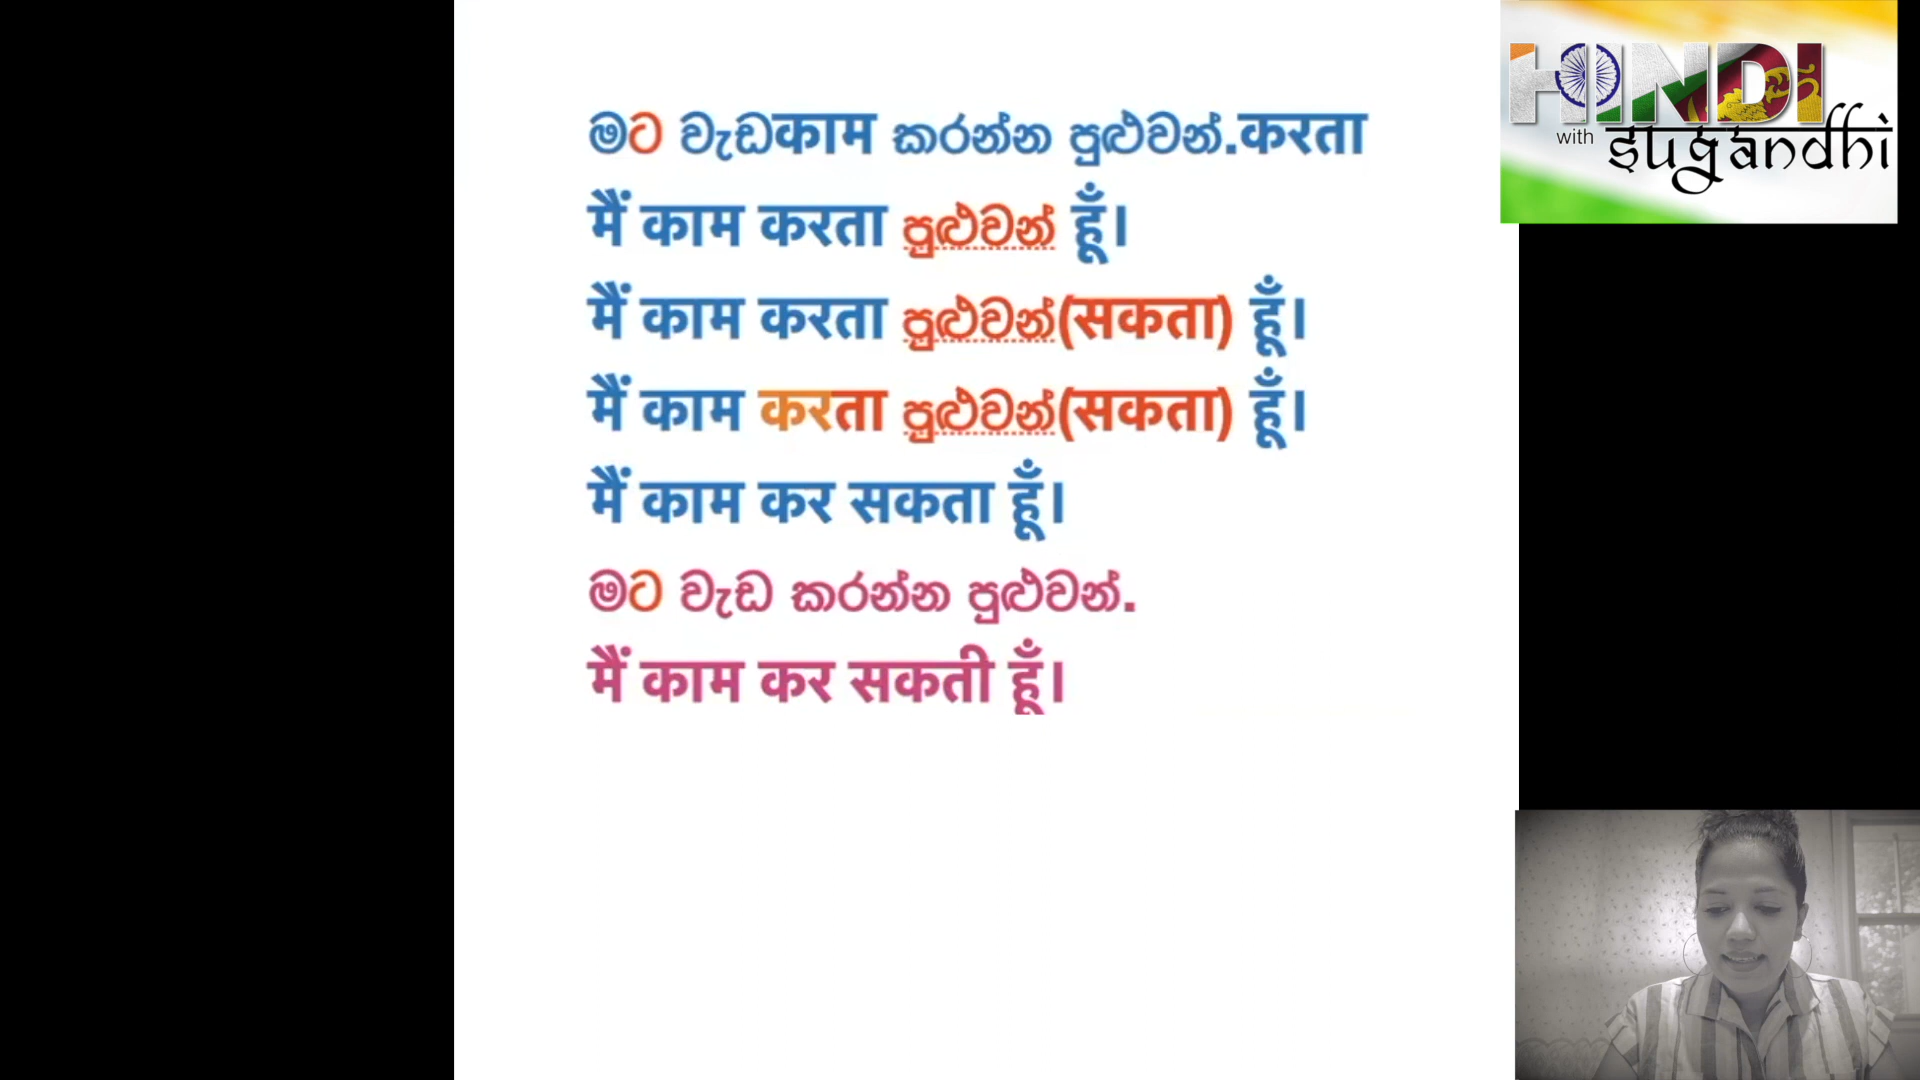 මට වැඩकाम කරන්න පුළුවන්.करता
मैं काम करता පුළුවන් हूँ।
मैं काम करता පුළුවන්(सकता) हूँ।
मैं काम करता පුළුවන්(सकता) हूँ।
मैं काम कर सकता हूँ।
මට වැඩ කරන්න පුළුවන්.
मैं काम कर सकती हूँ।
HINDI
with sugandhi